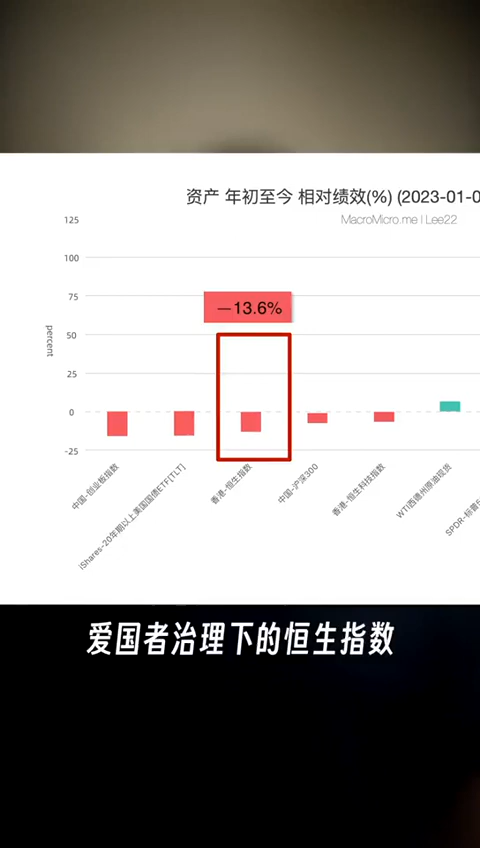 资产 年初至今 相对绩效(%) (2023-01-0
MacroMicro.me | Lee22
125
100
75
50
25
0
-25
percent
—13.6%
中国-创业板指数
iShares-20年期以上美国国债ETF[TLT]
香港-恒生指数
中国-沪深300
香港-恒生科技指数
WTI西德州原油现货
SPDR-标普
爱国者治理下的恒生指数